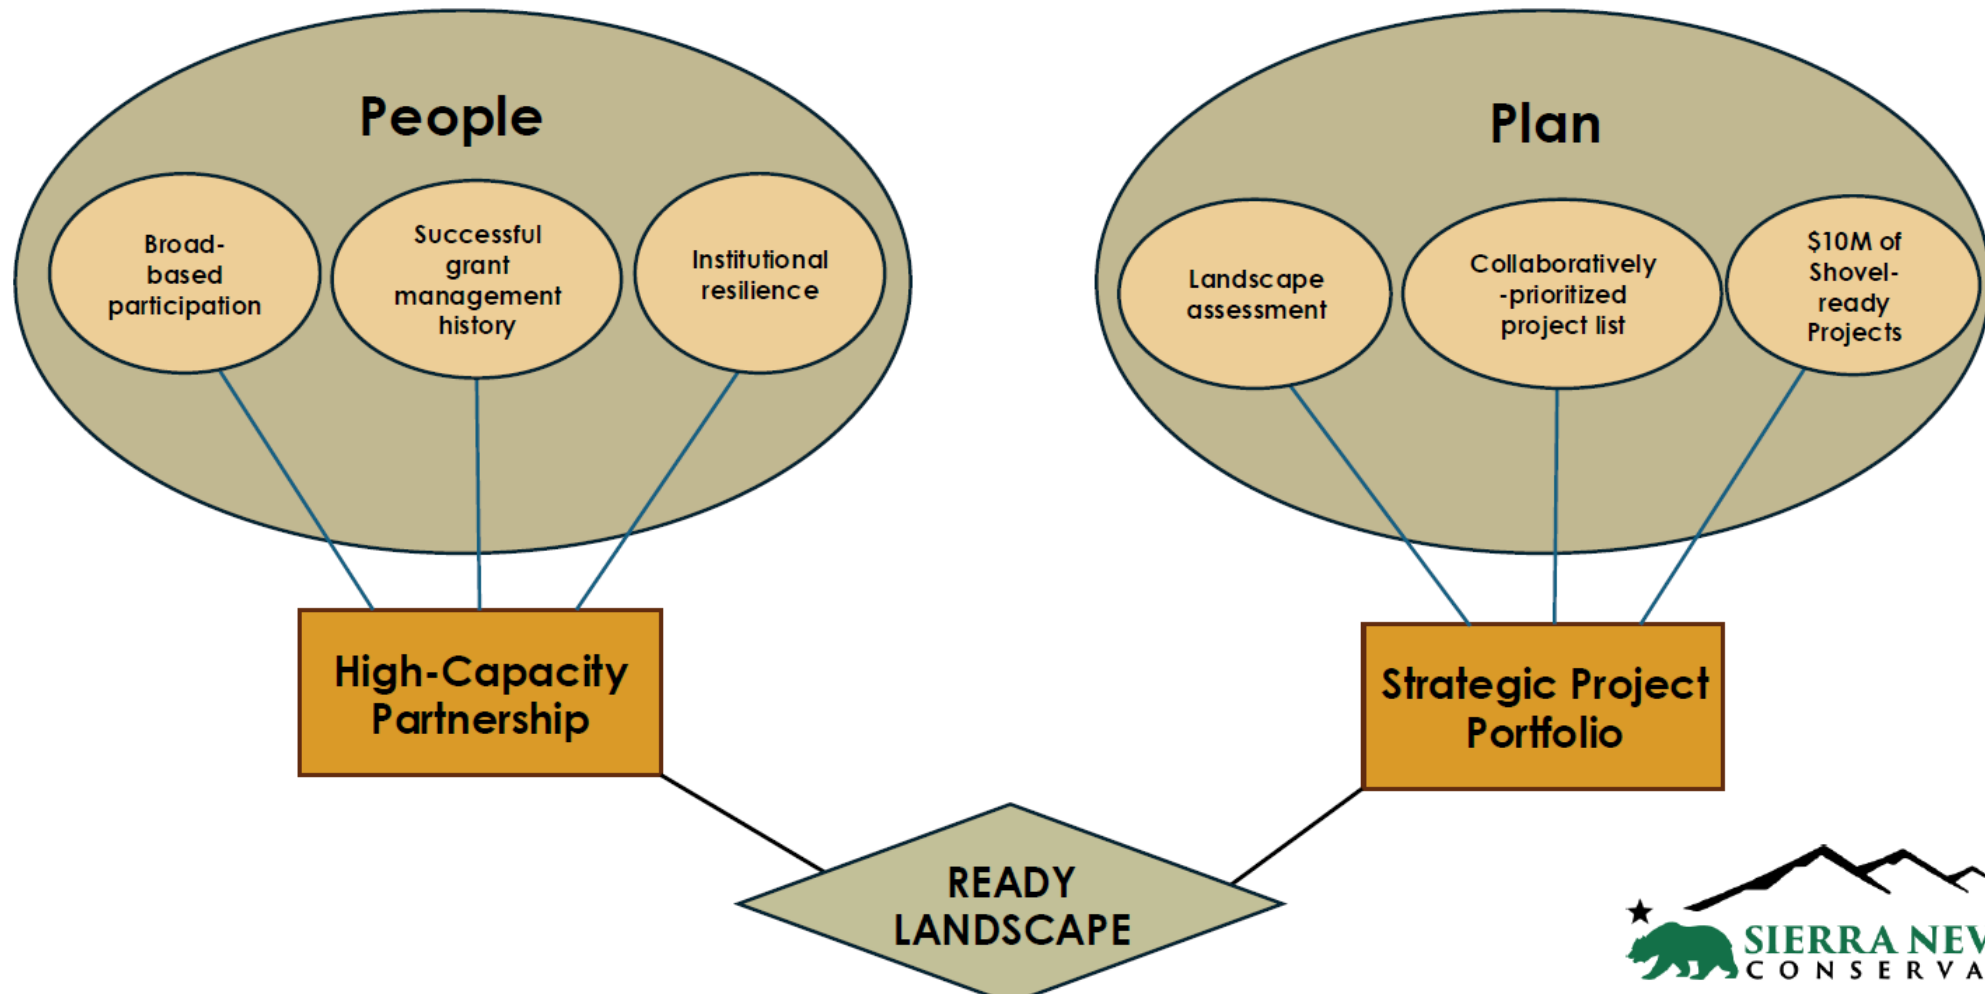 People
Broad-
based
participation
Successful
grant
management
history
Institutional
resilience
High-Capacity
Partnership
Plan
Landscape
assessment
Collaboratively
-prioritized
project list
$10M of
Shovel-
ready
Projects
Strategic Project
Portfolio
READY
LANDSCAPE
SIERRA